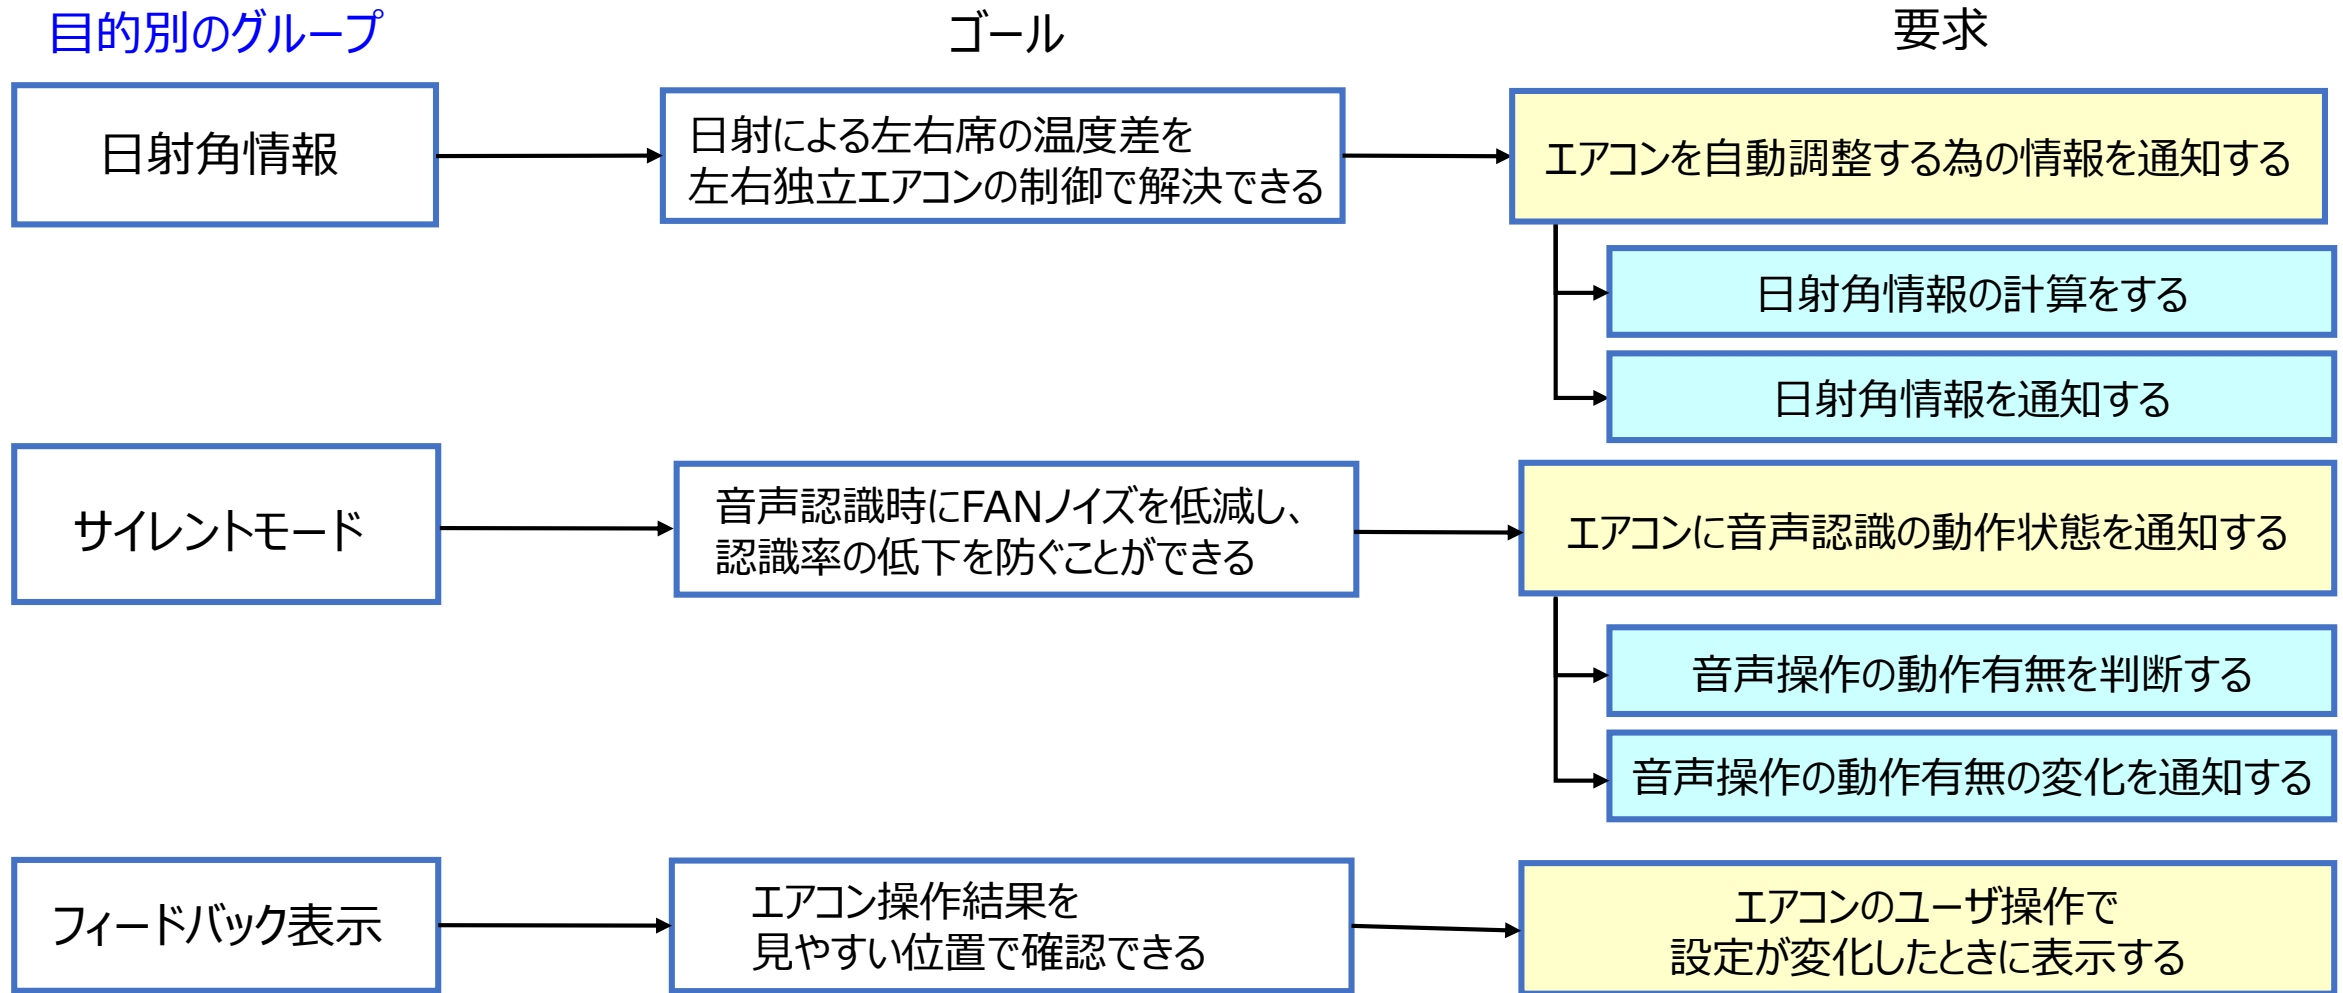 目的別のグループ
ゴール
要求
日射角情報
日射による左右席の温度差を
左右独立エアコンの制御で解決できる
エアコンを自動調整する為の情報を通知する
日射角情報の計算をする
日射角情報を通知する
サイレントモード
音声認識時にFANノイズを低減し、
認識率の低下を防ぐことができる
エアコンに音声認識の動作状態を通知する
音声操作の動作有無を判断する
音声操作の動作有無の変化を通知する
フィードバック表示
エアコン操作結果を
見やすい位置で確認できる
エアコンのユーザ操作で
設定が変化したときに表示する